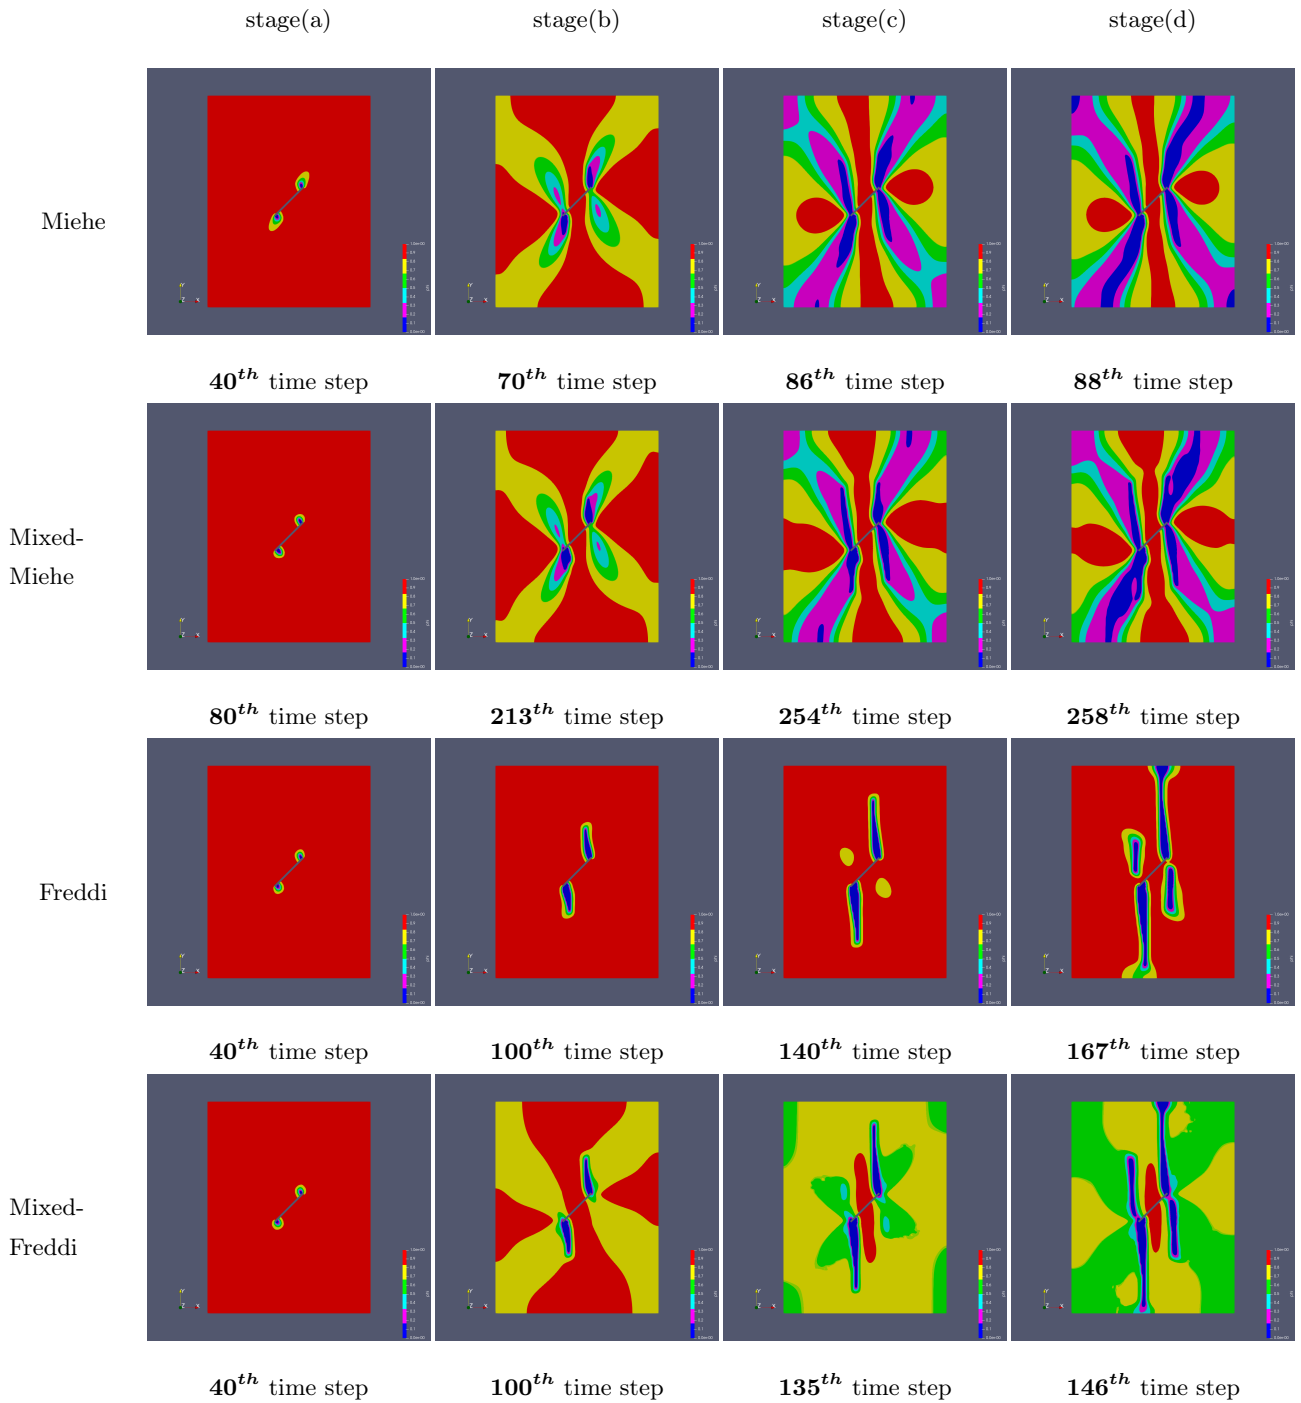 stage(a) stage(b) stage(c) stage(d)
Miehe
40th time step 70th time step 86th time step 88th time step
Mixed-
Miehe
80th time step 213th time step 254th time step 258th time step
Freddi
40th time step 100th time step 140th time step 167th time step
Mixed-
Freddi
40th time step 100th time step 135th time step 146th time step